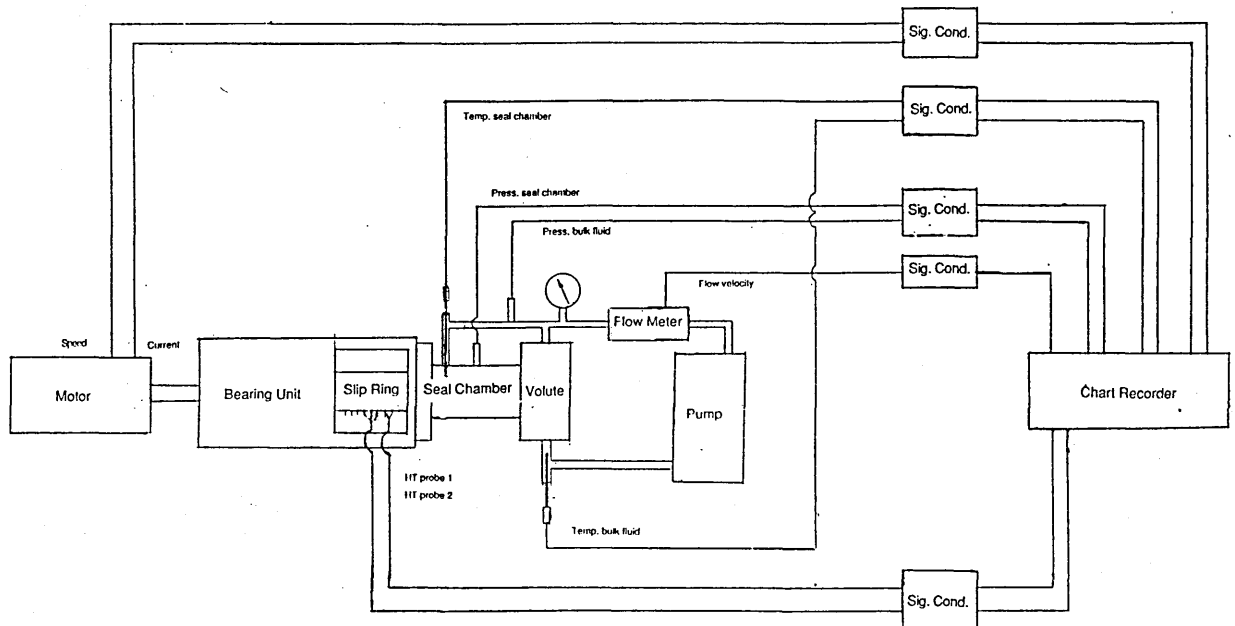 Sig. Cond.
Sig. Cond.
Temp. seal chamber
Press. seal chamber
Sig. Cond.
Press. bulk fluid
Sig. Cond.
Flow velocity
Flow Meter
Speed
Current
Motor
Bearing Unit
Slip Ring
Seal Chamber
Volute
Pump
Chart Recorder
HT probe 1
HT probe 2
Temp. bulk fluid
Sig. Cond.